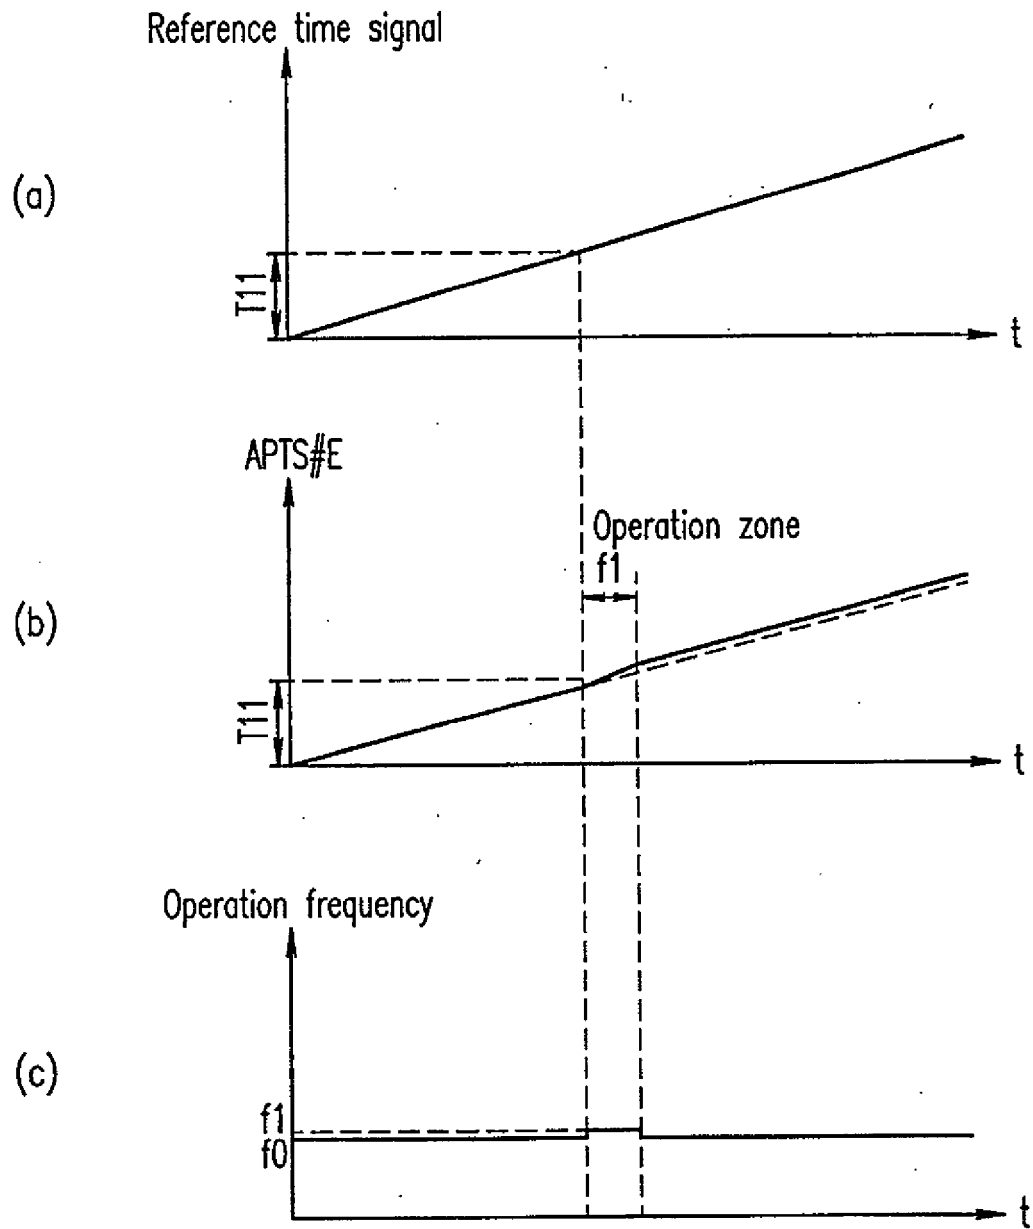 Reference time signal
(a)
T11
t
APTS#E
Operation zone
f1
(b)
T11
t
Operation frequency
(c)
f1
f0
t